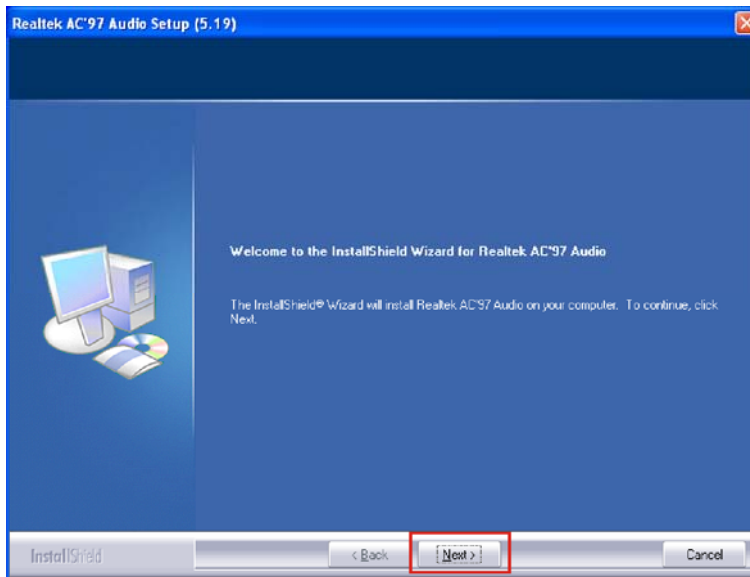 Realtek AC'97 Audio Setup (5.19)
Welcome to the InstallShield Wizard for Realtek AC'97 Audio
The InstallShield® Wizard will install Realtek AC'97 Audio on your computer. To continue, click
Next.
InstallShield
< Back Next > Cancel